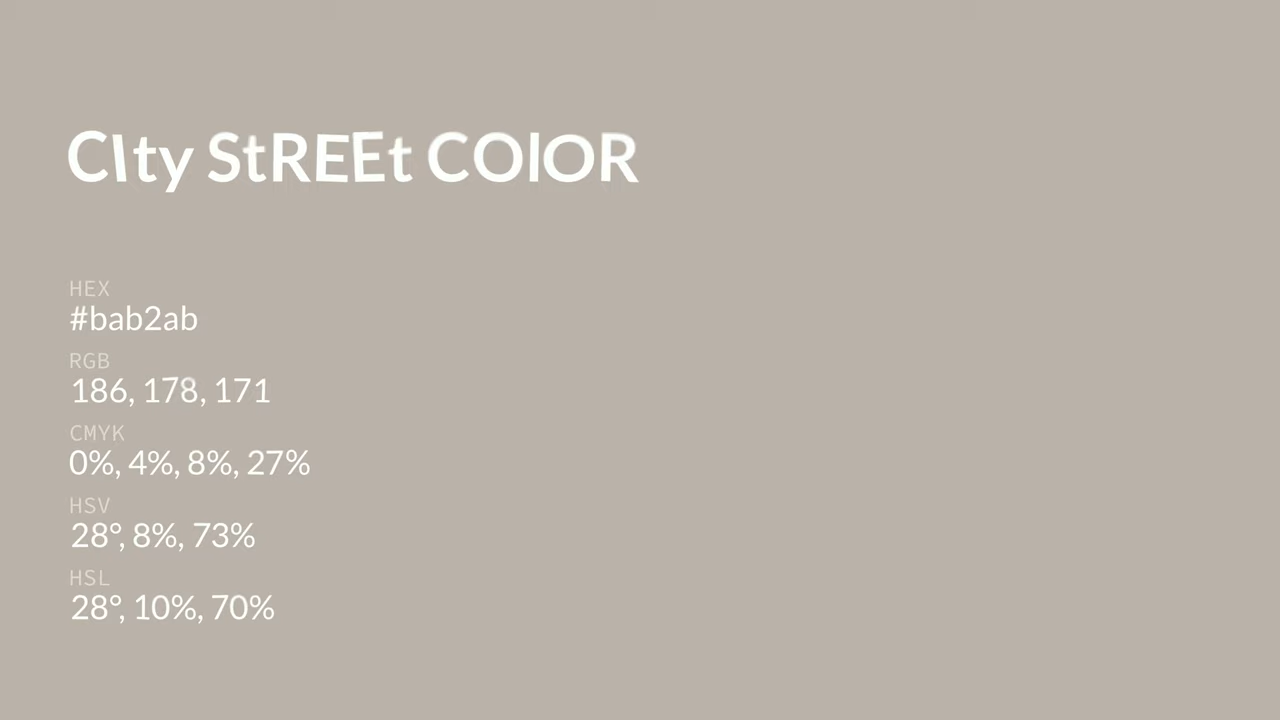 CIty StREEt COlOR
HEX
#bab2ab
RGB
186, 178, 171
CMYK
0%, 4%, 8%, 27%
HSV
28°, 8%, 73%
HSL
28°, 10%, 70%